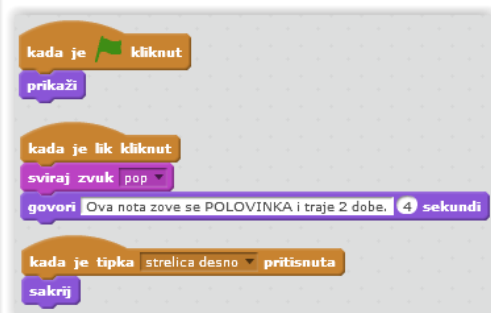 kada je kliknut
prikaži
kada je lik kliknut
sviraj zvuk pop
govori Ova nota zove se POLOVINKA i traje 2 dobe. 4 sekundi
kada je tipka strelica desno pritisnuta
sakrij